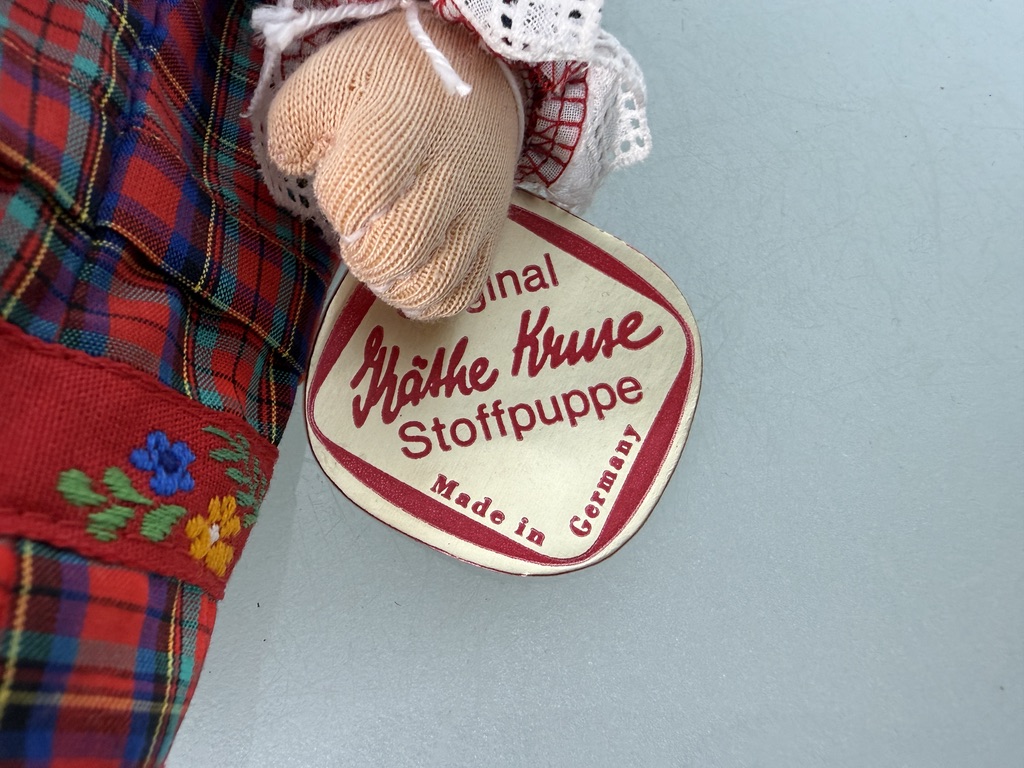 ginal
Käthe Kruse
Stoffpuppe
Made in Germany